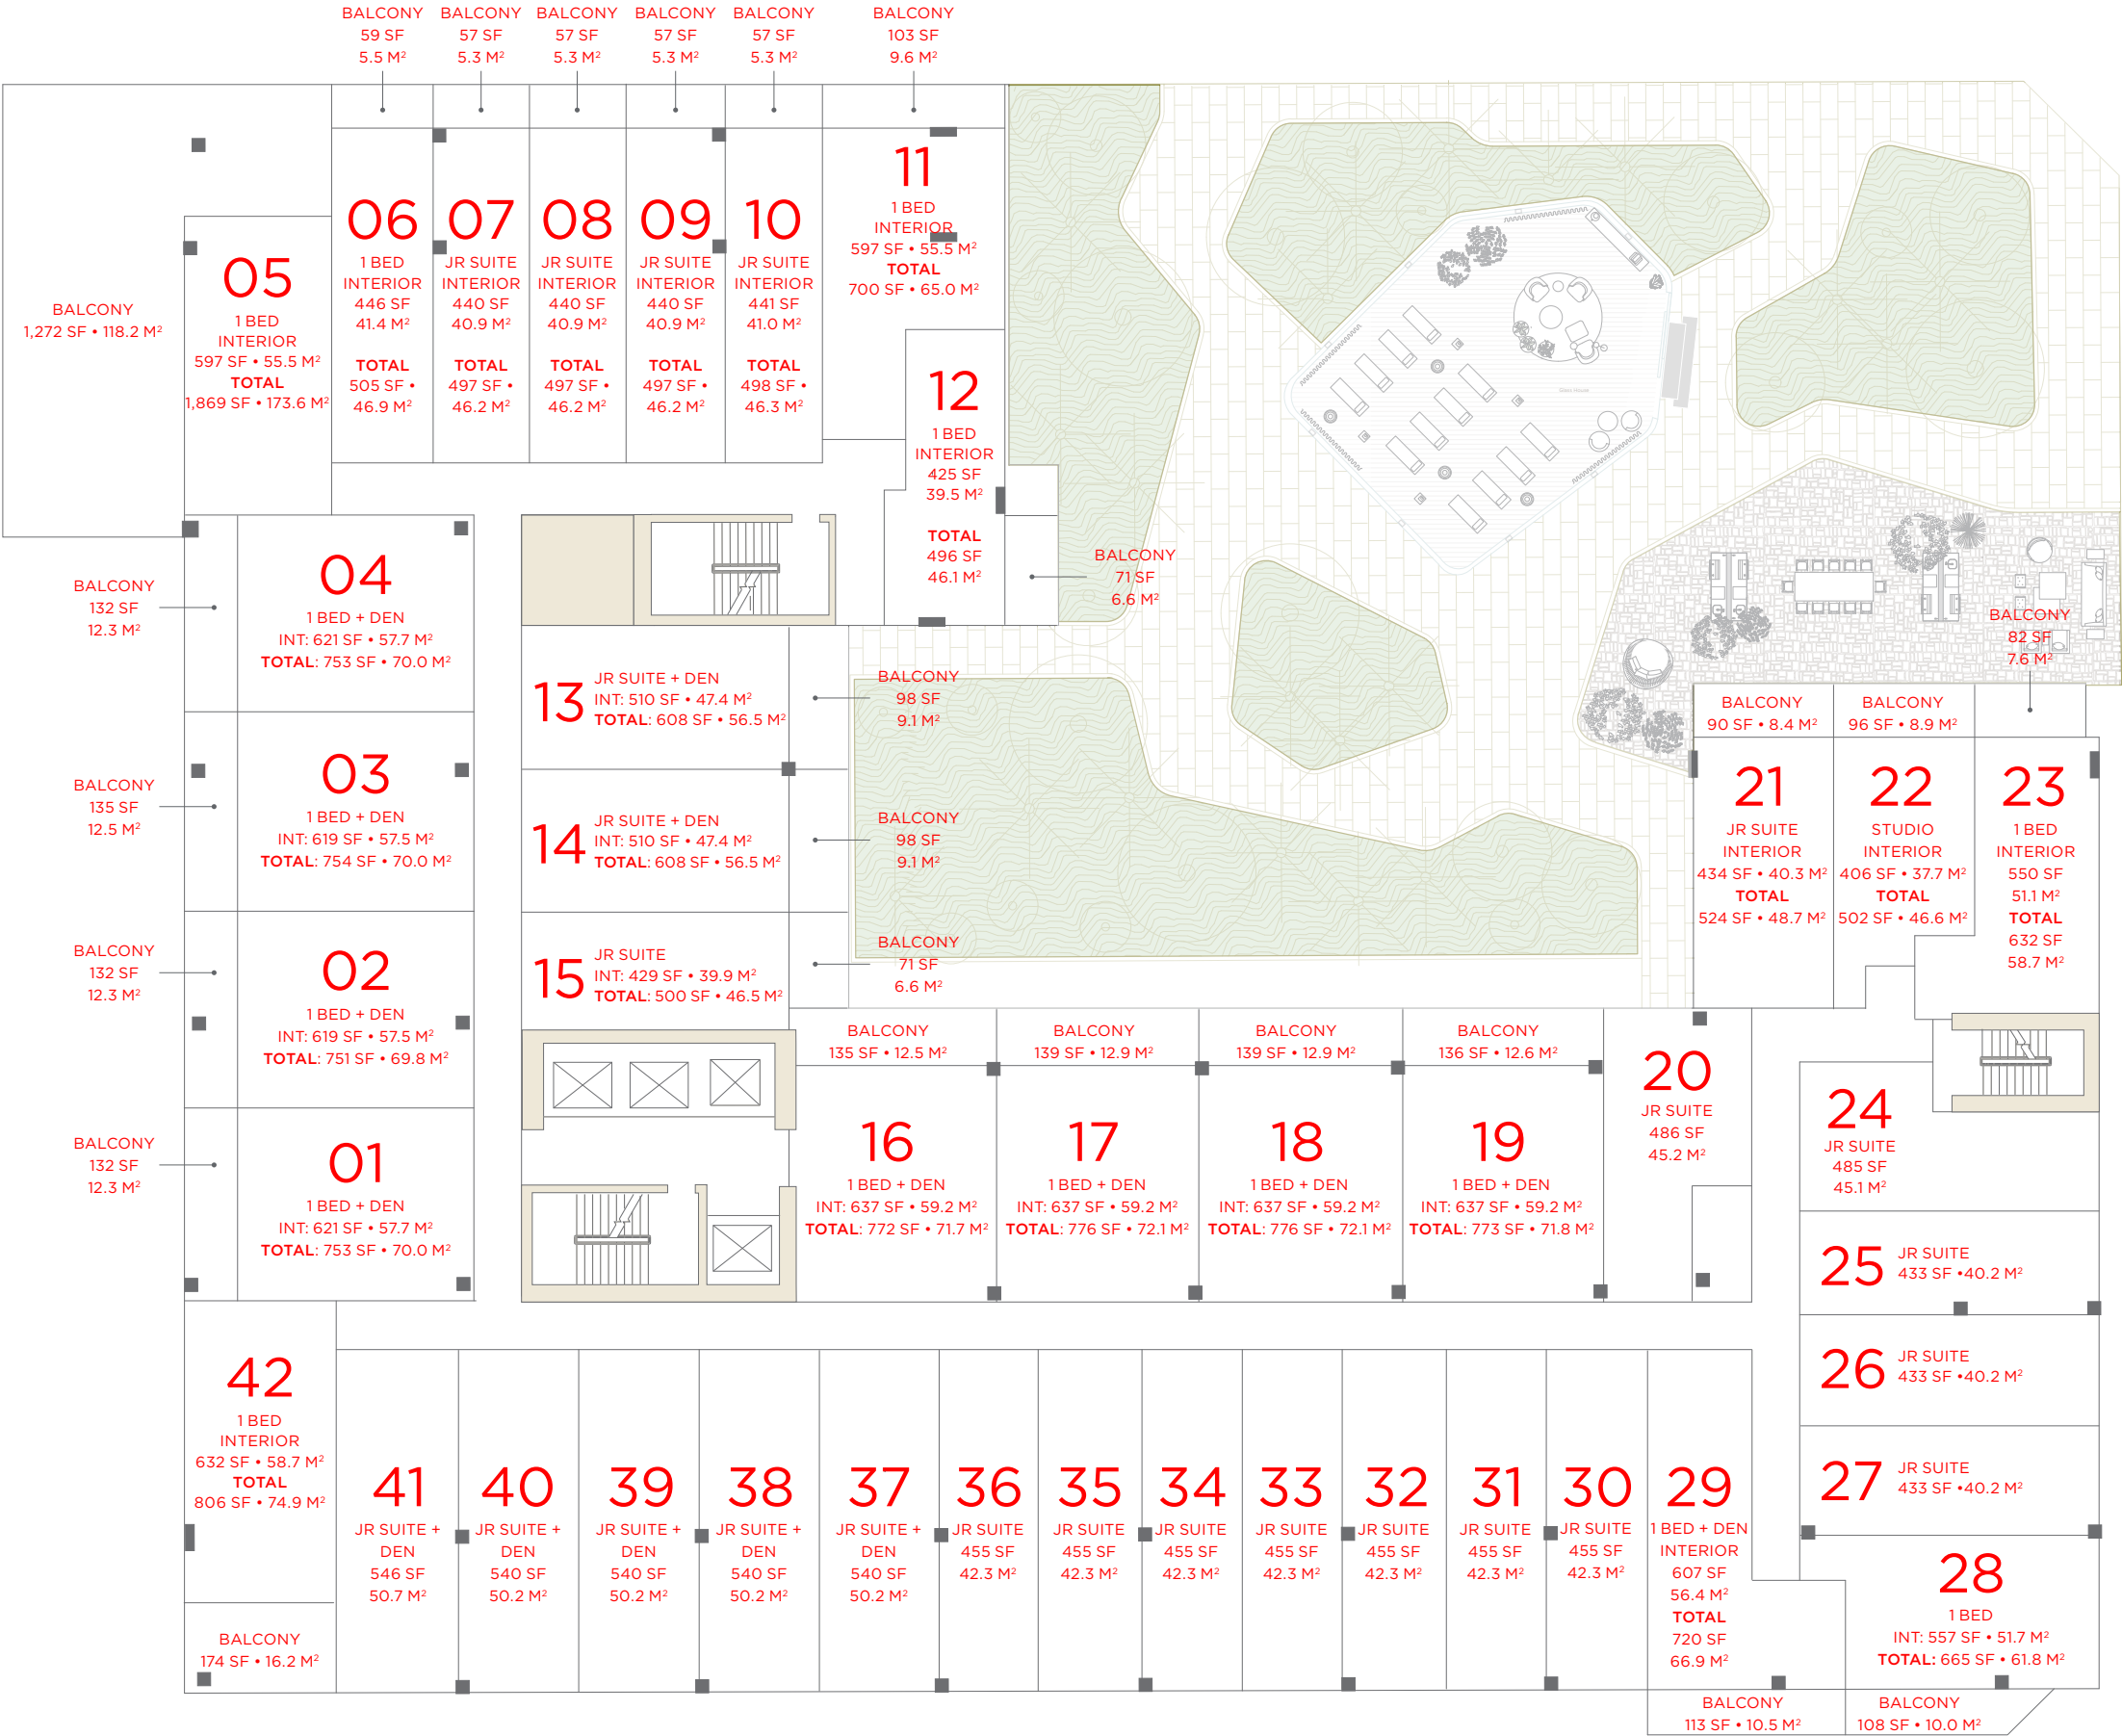 BALCONY
59 SF
5.5 M²
BALCONY
57 SF
5.3 M²
BALCONY
57 SF
5.3 M²
BALCONY
57 SF
5.3 M²
BALCONY
57 SF
5.3 M²
BALCONY
103 SF
9.6 M²
BALCONY
1,272 SF • 118.2 M²
05
1 BED
INTERIOR
597 SF • 55.5 M²
TOTAL
1,869 SF • 173.6 M²
06
1 BED
INTERIOR
446 SF
41.4 M²
TOTAL
505 SF •
46.9 M²
07
JR SUITE
INTERIOR
440 SF
40.9 M²
TOTAL
497 SF •
46.2 M²
08
JR SUITE
INTERIOR
440 SF
40.9 M²
TOTAL
497 SF •
46.2 M²
09
JR SUITE
INTERIOR
440 SF
40.9 M²
TOTAL
497 SF •
46.2 M²
10
JR SUITE
INTERIOR
441 SF
41.0 M²
TOTAL
498 SF •
46.3 M²
11
1 BED
INTERIOR
597 SF • 55.5 M²
TOTAL
700 SF • 65.0 M²
12
1 BED
INTERIOR
425 SF
39.5 M²
TOTAL
496 SF
46.1 M²
BALCONY
71 SF
6.6 M²
BALCONY
132 SF
12.3 M²
04
1 BED + DEN
INT: 621 SF • 57.7 M²
TOTAL: 753 SF • 70.0 M²
BALCONY
135 SF
12.5 M²
03
1 BED + DEN
INT: 619 SF • 57.5 M²
TOTAL: 754 SF • 70.0 M²
BALCONY
132 SF
12.3 M²
02
1 BED + DEN
INT: 619 SF • 57.5 M²
TOTAL: 751 SF • 69.8 M²
BALCONY
132 SF
12.3 M²
01
1 BED + DEN
INT: 621 SF • 57.7 M²
TOTAL: 753 SF • 70.0 M²
13
JR SUITE + DEN
INT: 510 SF • 47.4 M²
TOTAL: 608 SF • 56.5 M²
BALCONY
98 SF
9.1 M²
14
JR SUITE + DEN
INT: 510 SF • 47.4 M²
TOTAL: 608 SF • 56.5 M²
BALCONY
98 SF
9.1 M²
15
JR SUITE
INT: 429 SF • 39.9 M²
TOTAL: 500 SF • 46.5 M²
BALCONY
71 SF
6.6 M²
BALCONY
135 SF • 12.5 M²
16
1 BED + DEN
INT: 637 SF • 59.2 M²
TOTAL: 772 SF • 71.7 M²
BALCONY
139 SF • 12.9 M²
17
1 BED + DEN
INT: 637 SF • 59.2 M²
TOTAL: 776 SF • 72.1 M²
BALCONY
139 SF • 12.9 M²
18
1 BED + DEN
INT: 637 SF • 59.2 M²
TOTAL: 776 SF • 72.1 M²
BALCONY
136 SF • 12.6 M²
19
1 BED + DEN
INT: 637 SF • 59.2 M²
TOTAL: 773 SF • 71.8 M²
20
JR SUITE
486 SF
45.2 M²
BALCONY
90 SF • 8.4 M²
21
JR SUITE
INTERIOR
434 SF • 40.3 M²
TOTAL
524 SF • 48.7 M²
BALCONY
96 SF • 8.9 M²
22
STUDIO
INTERIOR
406 SF • 37.7 M²
TOTAL
502 SF • 46.6 M²
BALCONY
82 SF
7.6 M²
23
1 BED
INTERIOR
550 SF
51.1 M²
TOTAL
632 SF
58.7 M²
24
JR SUITE
485 SF
45.1 M²
25
JR SUITE
433 SF •40.2 M²
26
JR SUITE
433 SF •40.2 M²
27
JR SUITE
433 SF •40.2 M²
28
1 BED
INT: 557 SF • 51.7 M²
TOTAL: 665 SF • 61.8 M²
BALCONY
108 SF • 10.0 M²
42
1 BED
INTERIOR
632 SF • 58.7 M²
TOTAL
806 SF • 74.9 M²
BALCONY
174 SF • 16.2 M²
41
JR SUITE +
DEN
546 SF
50.7 M²
40
JR SUITE +
DEN
540 SF
50.2 M²
39
JR SUITE +
DEN
540 SF
50.2 M²
38
JR SUITE +
DEN
540 SF
50.2 M²
37
JR SUITE +
DEN
540 SF
50.2 M²
36
JR SUITE
455 SF
42.3 M²
35
JR SUITE
455 SF
42.3 M²
34
JR SUITE
455 SF
42.3 M²
33
JR SUITE
455 SF
42.3 M²
32
JR SUITE
455 SF
42.3 M²
31
JR SUITE
455 SF
42.3 M²
30
JR SUITE
455 SF
42.3 M²
29
1 BED + DEN
INTERIOR
607 SF
56.4 M²
TOTAL
720 SF
66.9 M²
BALCONY
113 SF • 10.5 M²